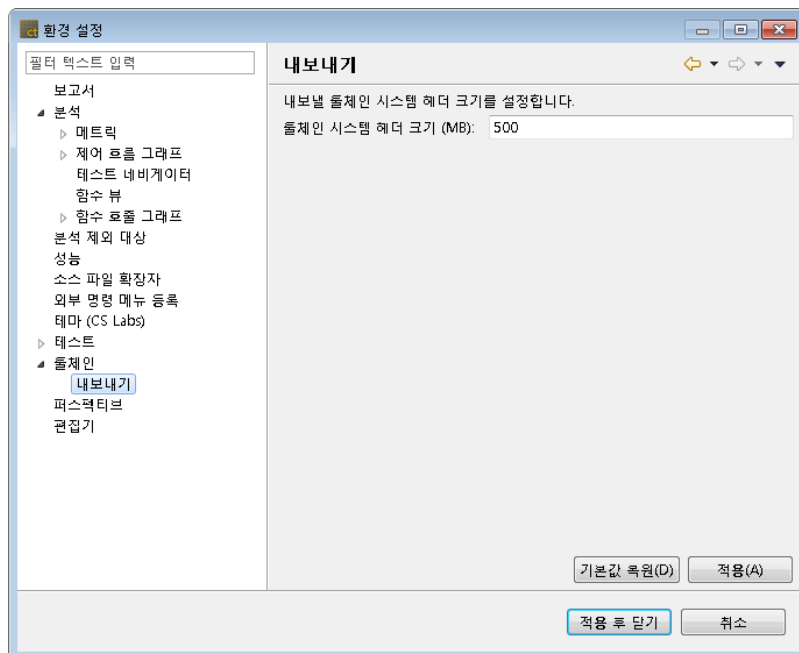 ct 환경 설정
필터 텍스트 입력
보고서
분석
메트릭
제어 흐름 그래프
테스트 네비게이터
함수 뷰
함수 호출 그래프
분석 제외 대상
성능
소스 파일 확장자
외부 명령 메뉴 등록
테마 (CS Labs)
테스트
툴체인
내보내기
퍼스펙티브
편집기
내보내기
내보낼 툴체인 시스템 헤더 크기를 설정합니다.
툴체인 시스템 헤더 크기 (MB): 500
기본값 복원(D) 적용(A)
적용 후 닫기 취소